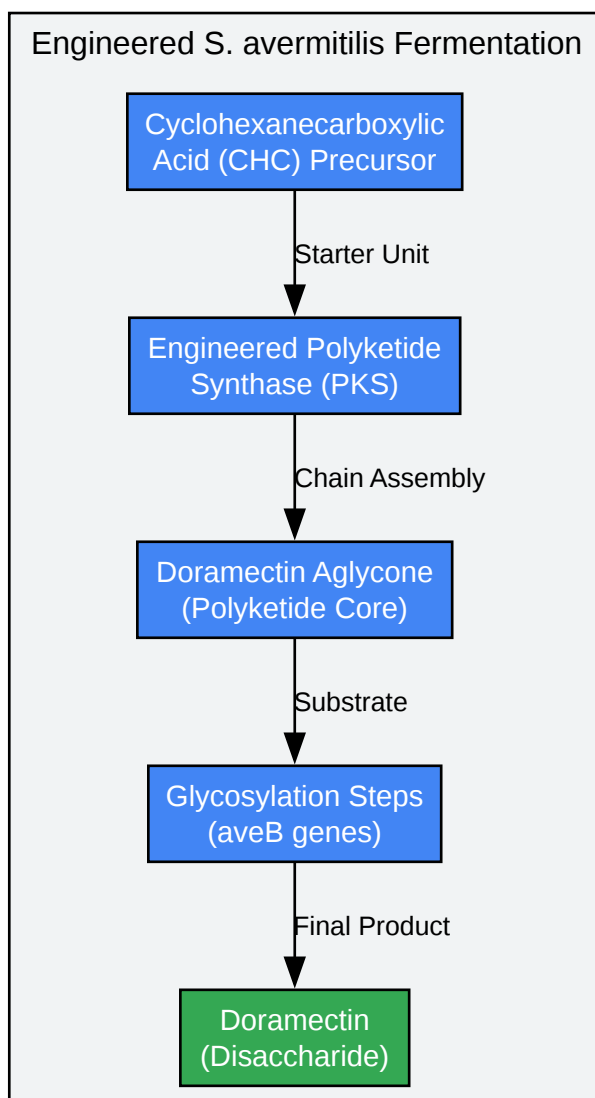 Engineered S. avermitilis Fermentation
Cyclohexanecarboxylic
Acid (CHC) Precursor
Starter Unit
Engineered Polyketide
Synthase (PKS)
Chain Assembly
Doramectin Aglycone
(Polyketide Core)
Substrate
Glycosylation Steps
(aveB genes)
Final Product
Doramectin
(Disaccharide)